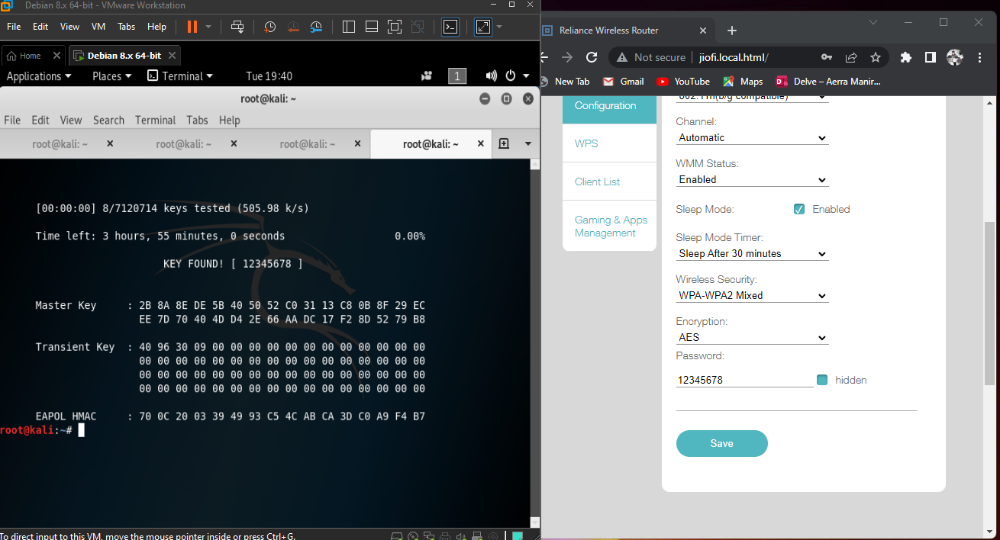 Debian 8.x 64-bit - VMware Workstation
File Edit View VM Tabs Help
Home Debian 8.x 64-bit
Applications Places Terminal Tue 19:40 1
root@kali: ~
File Edit View Search Terminal Tabs Help
root@kali: ~ root@kali: ~ root@kali: ~ root@kali: ~
[00:00:00] 8/7120714 keys tested (505.98 k/s)
Time left: 3 hours, 55 minutes, 0 seconds 0.00%
KEY FOUND! [ 12345678 ]
Master Key : 2B 8A 8E DE 5B 40 50 52 C0 31 13 C8 0B 8F 29 EC
EE 7D 70 40 4D D4 2E 66 AA DC 17 F2 8D 52 79 B8
Transient Key : 40 96 30 09 00 00 00 00 00 00 00 00 00 00 00 00
00 00 00 00 00 00 00 00 00 00 00 00 00 00 00 00
00 00 00 00 00 00 00 00 00 00 00 00 00 00 00 00
00 00 00 00 00 00 00 00 00 00 00 00 00 00 00 00
EAPOL HMAC : 70 0C 20 03 39 49 93 C5 4C AB CA 3D C0 A9 F4 B7
root@kali:~#
To direct input to this VM, move the mouse pointer inside or press Ctrl+G.
Reliance Wireless Router
Not secure jiofi.local.html/
New Tab Gmail YouTube Maps Delve – Aerra Manir...
Configuration
WPS
Client List
Gaming & Apps
Management
802.11n(b/g compatible)
Channel:
Automatic
WMM Status:
Enabled
Sleep Mode: Enabled
Sleep Mode Timer:
Sleep After 30 minutes
Wireless Security:
WPA-WPA2 Mixed
Encryption:
AES
Password:
12345678 hidden
Save